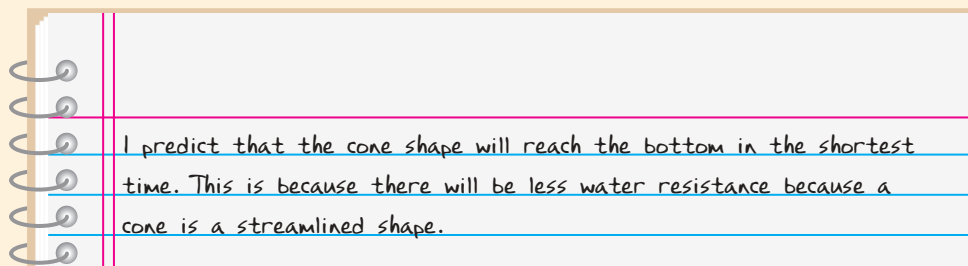 I predict that the cone shape will reach the bottom in the shortest
time. This is because there will be less water resistance because a
cone is a streamlined shape.